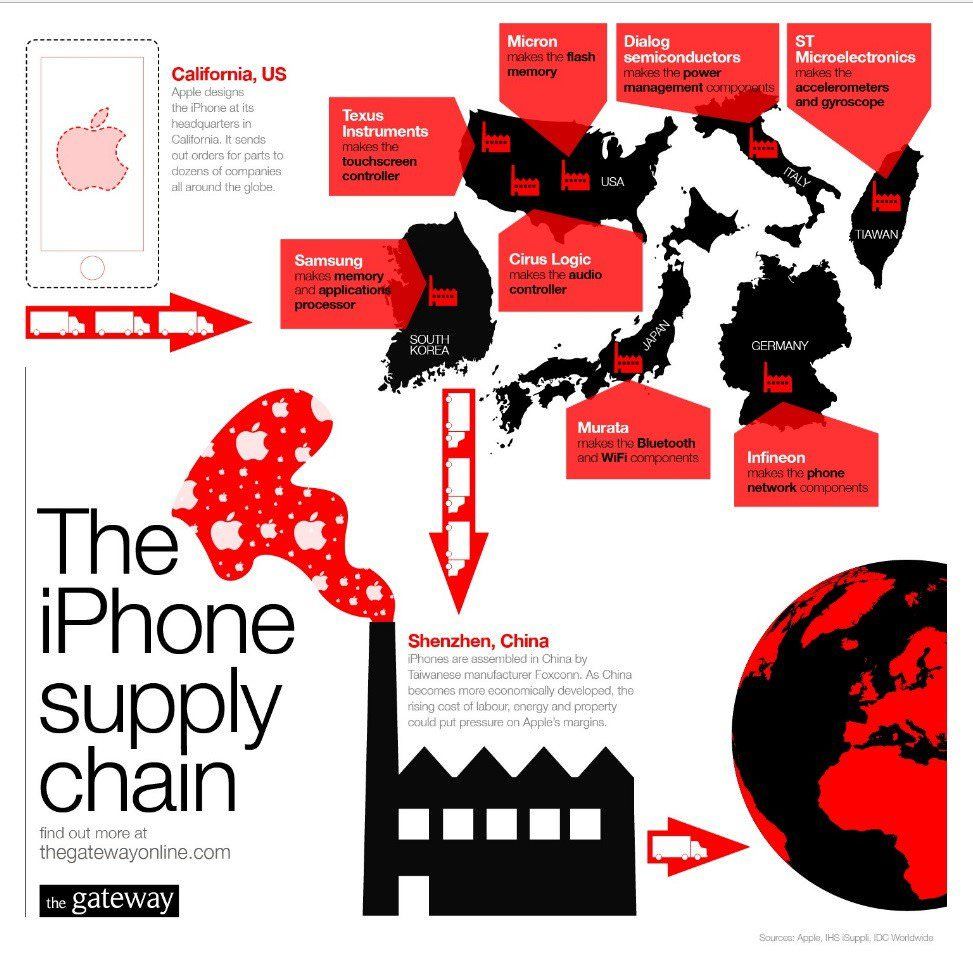 California, US
Apple designs
the iPhone at its
headquarters in
California. It sends
out orders for parts to
dozens of companies
all around the globe.
Micron
makes the flash
memory
Dialog
semiconductors
makes the power
management components
ST
Microelectronics
makes the
accelerometers
and gyroscope
Texus
Instruments
makes the
touchscreen
controller
USA
ITALY
TIAWAN
Samsung
makes memory
and applications
processor
Cirus Logic
makes the audio
controller
SOUTH
KOREA
JAPAN
GERMANY
Murata
makes the Bluetooth
and WiFi components
Infineon
makes the phone
network components
The
iPhone
supply
chain
find out more at
thegatewayonline.com
the gateway
Shenzhen, China
iPhones are assembled in China by
Taiwanese manufacturer Foxconn. As China
becomes more economically developed, the
rising cost of labour, energy and property
could put pressure on Apple's margins.
Sources: Apple, IHS iSuppli, IDC Worldwide